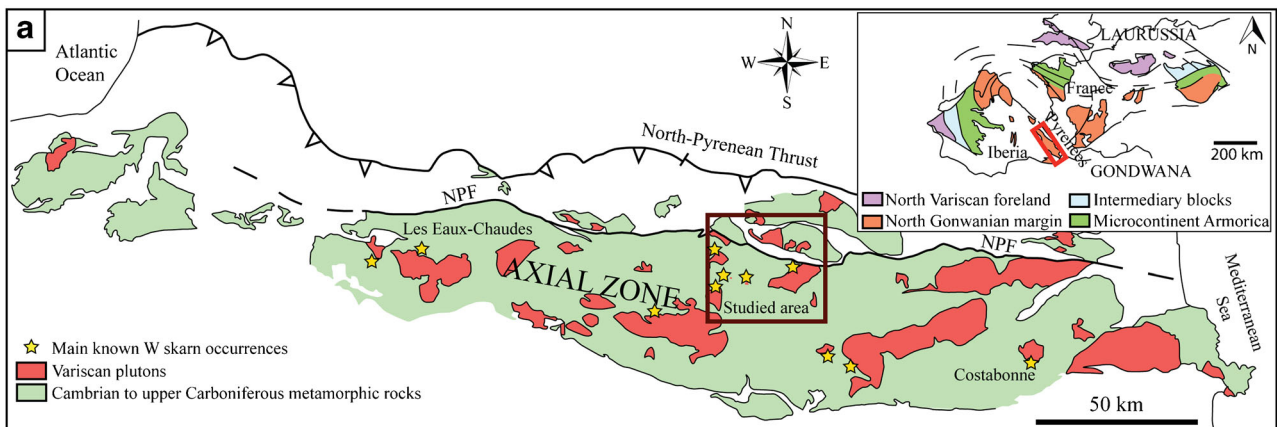 a
Atlantic
Ocean
N
W E
S
North-Pyrenean Thrust
NPF
Les Eaux-Chaudes
AXIAL ZONE
Studied area
NPF
Mediterranean
Sea
Costabonne
50 km
Main known W skarn occurrences
Variscan plutons
Cambrian to upper Carboniferous metamorphic rocks
LAURUSSIA
N
France
Pyrenees
Iberia
GONDWANA
200 km
North Variscan foreland
Intermediary blocks
North Gonwanian margin
Microcontinent Armorica